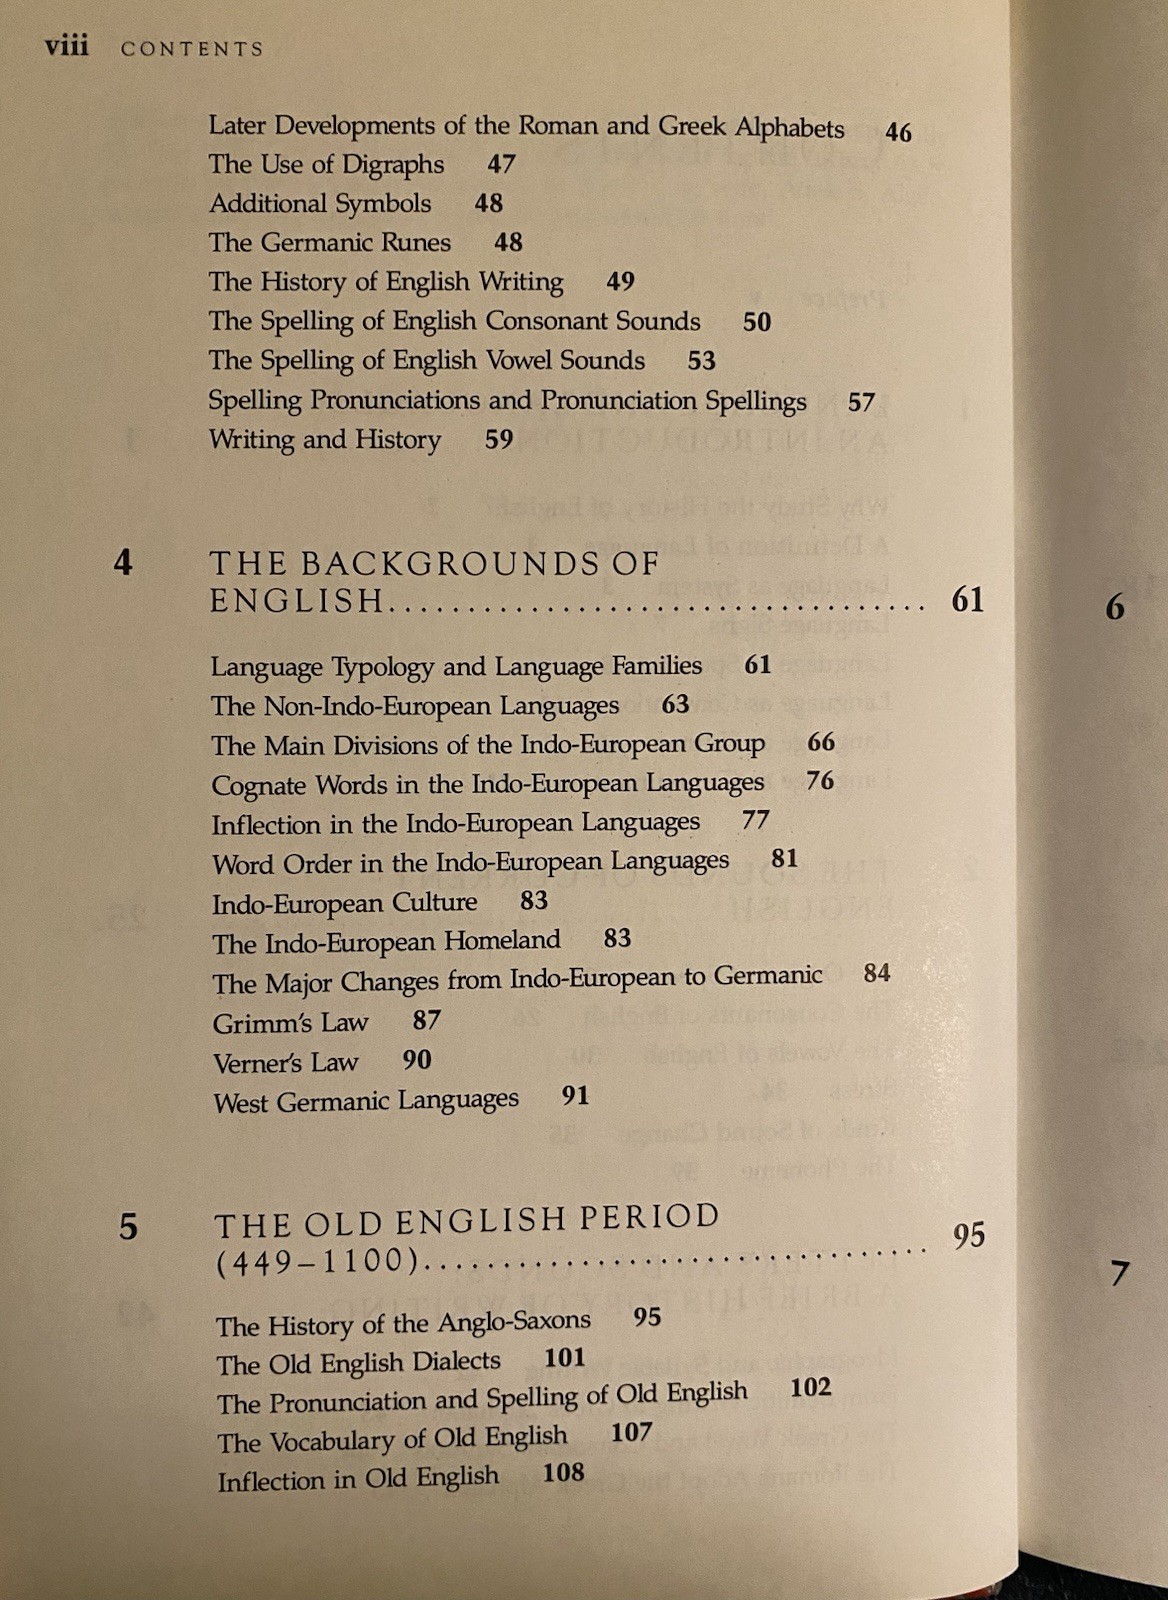 viii CONTENTS
Later Developments of the Roman and Greek Alphabets 46
The Use of Digraphs 47
Additional Symbols 48
The Germanic Runes 48
The History of English Writing 49
The Spelling of English Consonant Sounds 50
The Spelling of English Vowel Sounds 53
Spelling Pronunciations and Pronunciation Spellings 57
Writing and History 59
4 THE BACKGROUNDS OF
ENGLISH.................................. 61
Language Typology and Language Families 61
The Non-Indo-European Languages 63
The Main Divisions of the Indo-European Group 66
Cognate Words in the Indo-European Languages 76
Inflection in the Indo-European Languages 77
Word Order in the Indo-European Languages 81
Indo-European Culture 83
The Indo-European Homeland 83
The Major Changes from Indo-European to Germanic 84
Grimm's Law 87
Verner's Law 90
West Germanic Languages 91
5 THE OLD ENGLISH PERIOD
(449–1100)................................ 95
The History of the Anglo-Saxons 95
The Old English Dialects 101
The Pronunciation and Spelling of Old English 102
The Vocabulary of Old English 107
Inflection in Old English 108
6
7